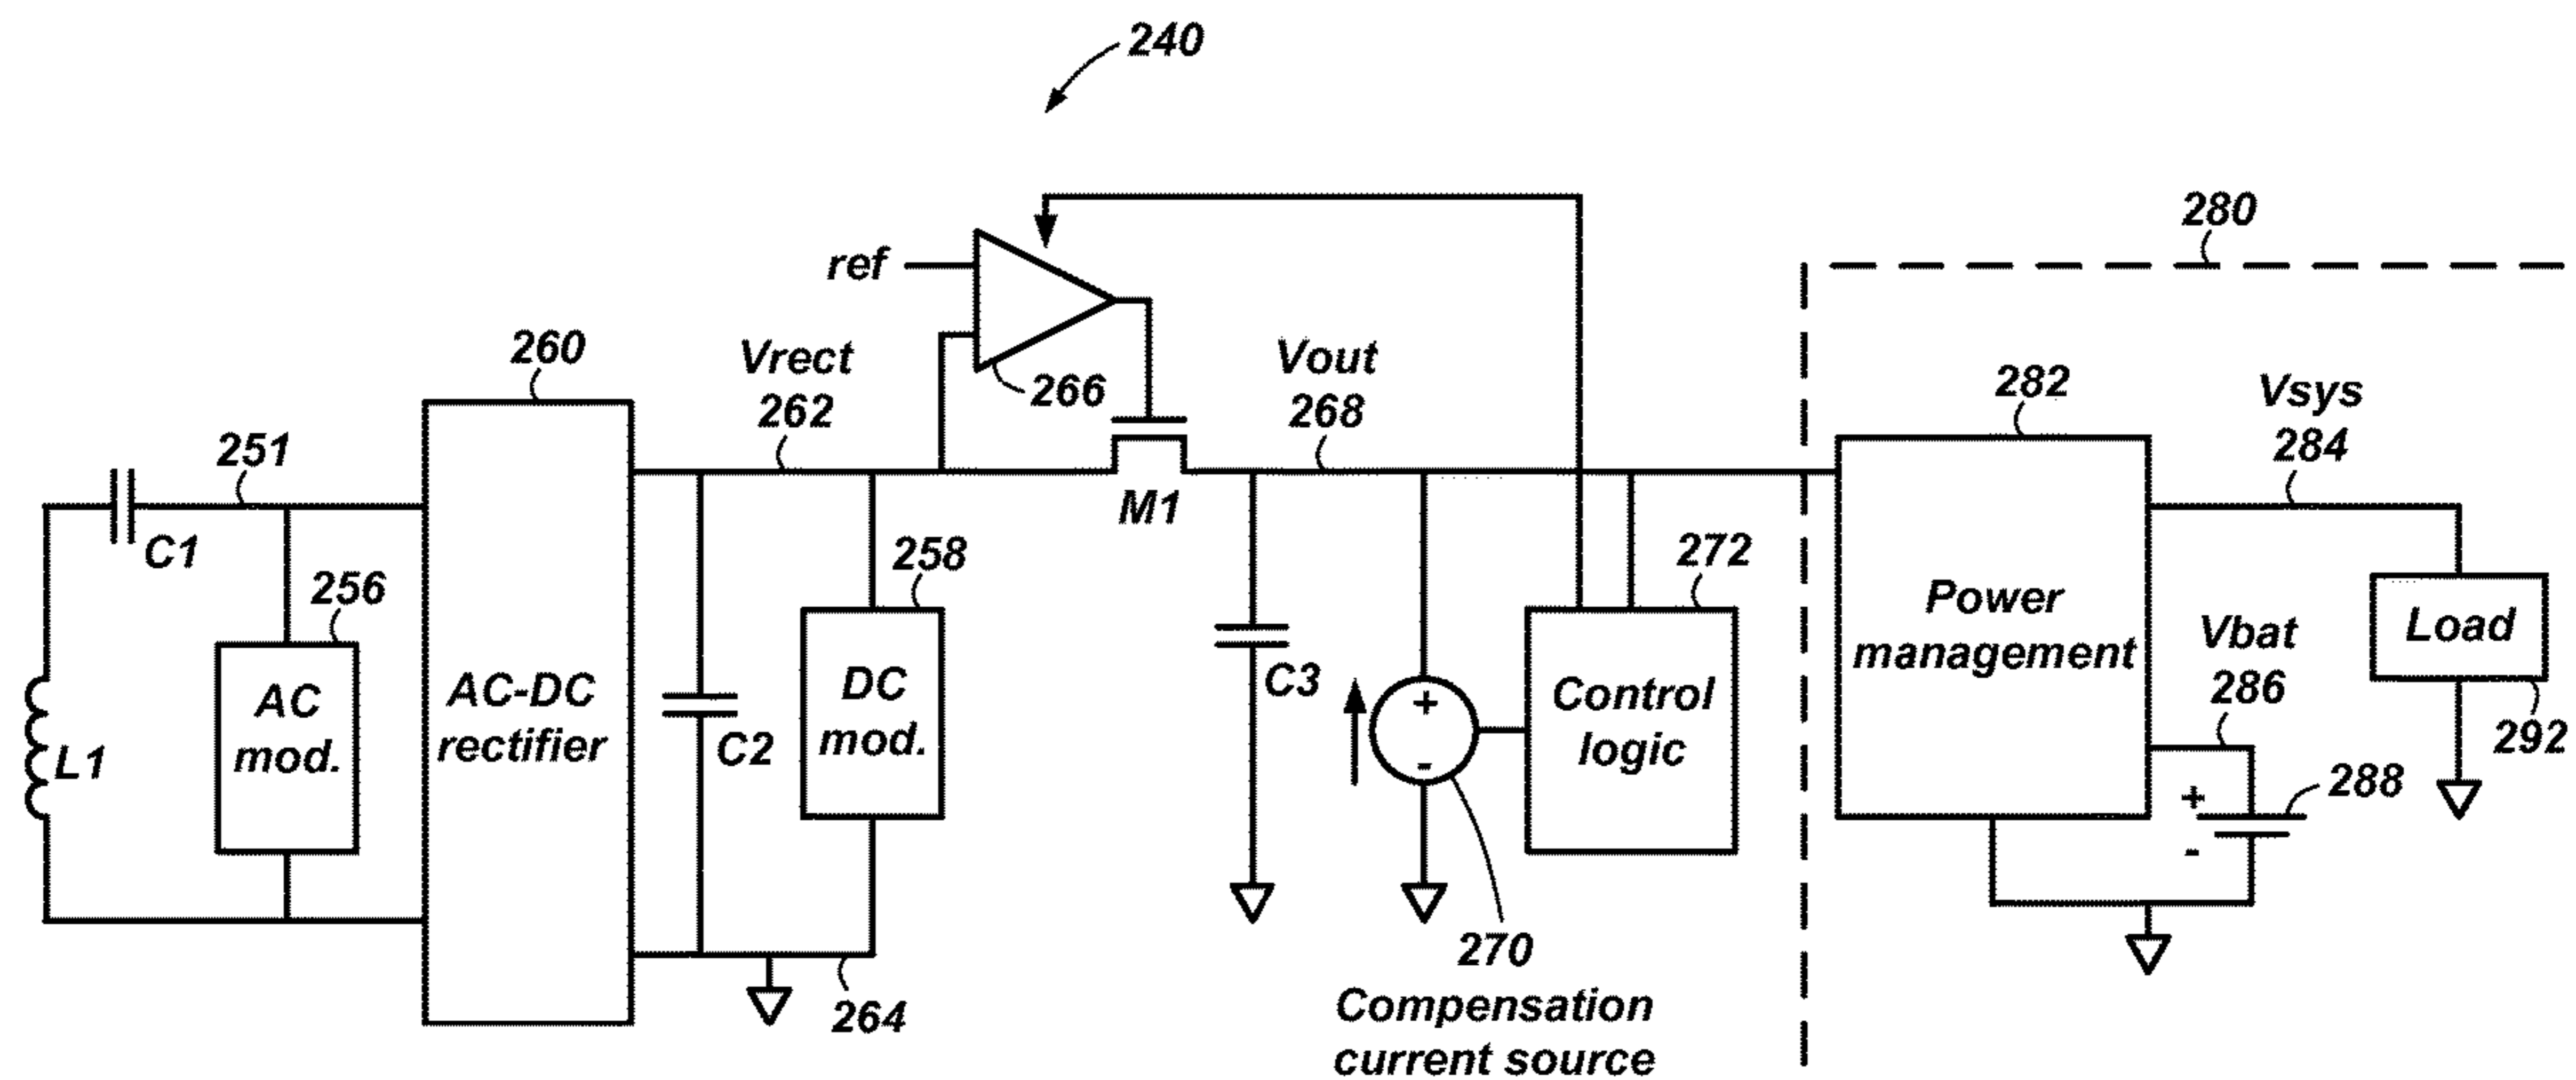 240
280
ref
266
260
Vrect
262
Vout
268
282
Vsys
284
251
C1
M1
258
272
256
AC
mod.
L1
AC-DC
rectifier
C2
DC
mod.
C3
+
-
Control
logic
Power
management
Load
292
Vbat
286
+
-
288
264
270
Compensation
current source